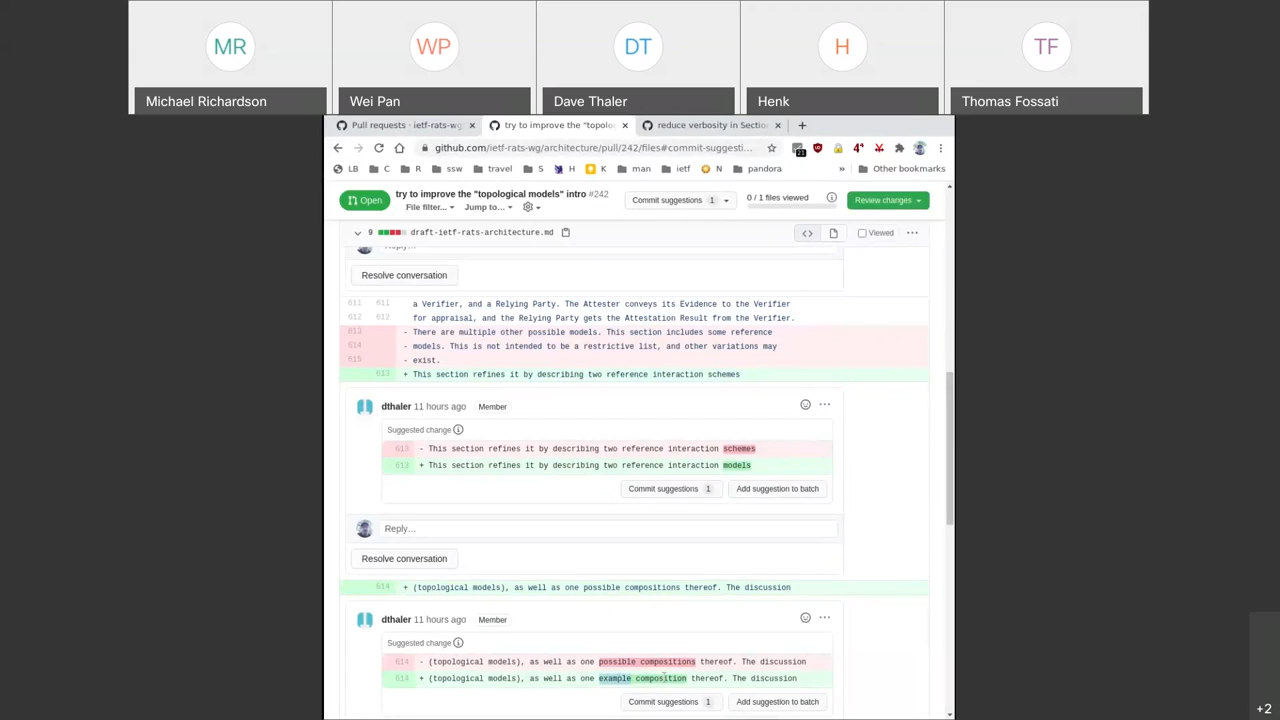 MR
WP
DT
H
TF
Michael Richardson
Wei Pan
Dave Thaler
Henk
Thomas Fossati
Pull requests · ietf-rats-wg
try to improve the "topolo
reduce verbosity in Section
github.com/ietf-rats-wg/architecture/pull/242/files#commit-suggesti...
21
LB
C
R
ssw
travel
S
H
K
man
ietf
N
pandora
»
Other bookmarks
Open
try to improve the "topological models" intro #242
File filter...
Jump to...
Commit suggestions 1
0 / 1 files viewed
Review changes
9 draft-ietf-rats-architecture.md
Viewed
Resolve conversation
611 611 a Verifier, and a Relying Party. The Attester conveys its Evidence to the Verifier
612 612 for appraisal, and the Relying Party gets the Attestation Result from the Verifier.
613 - There are multiple other possible models. This section includes some reference
614 - models. This is not intended to be a restrictive list, and other variations may
615 - exist.
613 + This section refines it by describing two reference interaction schemes
dthaler 11 hours ago Member
Suggested change
613 - This section refines it by describing two reference interaction schemes
613 + This section refines it by describing two reference interaction models
Commit suggestions 1
Add suggestion to batch
Reply...
Resolve conversation
614 + (topological models), as well as one possible compositions thereof. The discussion
dthaler 11 hours ago Member
Suggested change
614 - (topological models), as well as one possible compositions thereof. The discussion
614 + (topological models), as well as one example composition thereof. The discussion
Commit suggestions 1
Add suggestion to batch
+2